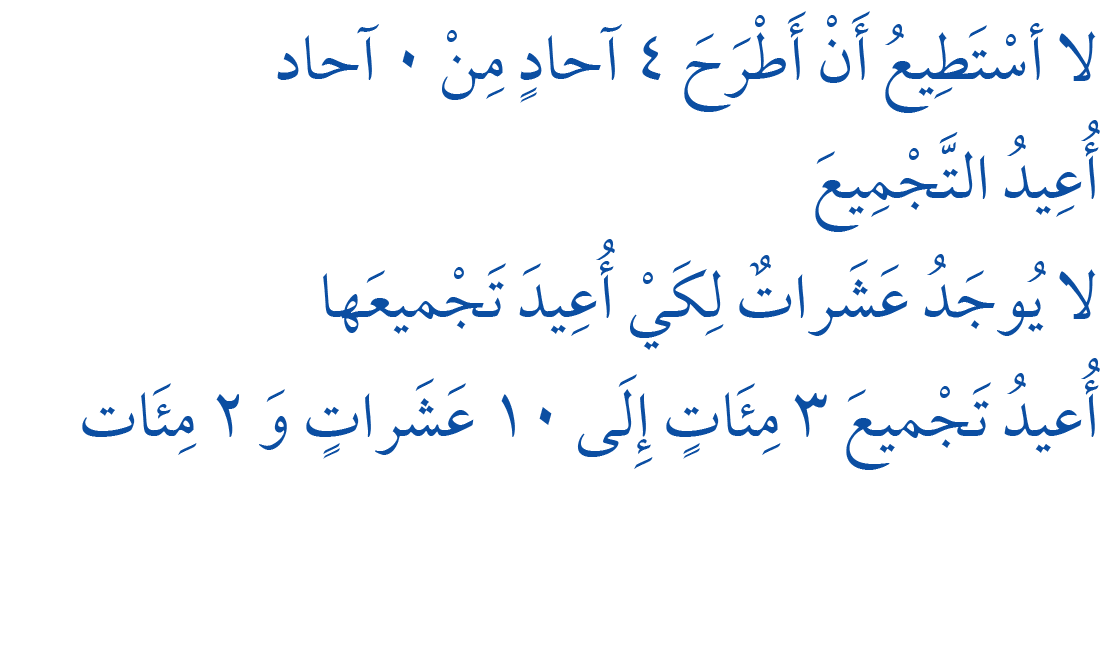 لا أسْتَطِيعُ أَنْ أَطْرَحَ ٤ آحادٍ مِنْ ٠ آحاد
أُعِيدُ التَّجْمِيعَ
لا يُوجَدُ عَشَراتٌ لِكَيْ أُعِيدَ تَجْميعَها
أُعيدُ تَجْميعَ ٣ مِئَاتٍ إِلَى ١٠ عَشَراتٍ وَ ٢ مِئَات